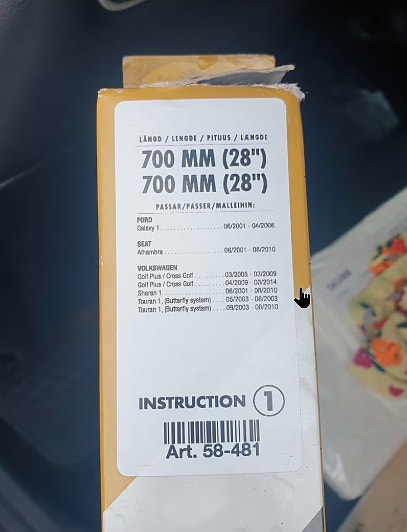 LÄNGD / LENGDE / PITUUS / LÆNGDE
700 MM (28")
700 MM (28")
PASSAR/PASSER/MALLEIHIN:
FORD
Galaxy 1 06/2001 - 04/2006
SEAT
Alhambra 06/2001 - 08/2010
VOLKSWAGEN
Golf Plus / Cross Golf 03/2005 - 03/2009
Golf Plus / Cross Golf 04/2009 - 03/2014
Sharan 1 06/2001 - 08/2010
Touran 1, (Butterfly system) 05/2003 - 08/2003
Touran 1, (Butterfly system) 09/2003 - 08/2010
INSTRUCTION 1
Art. 58-481